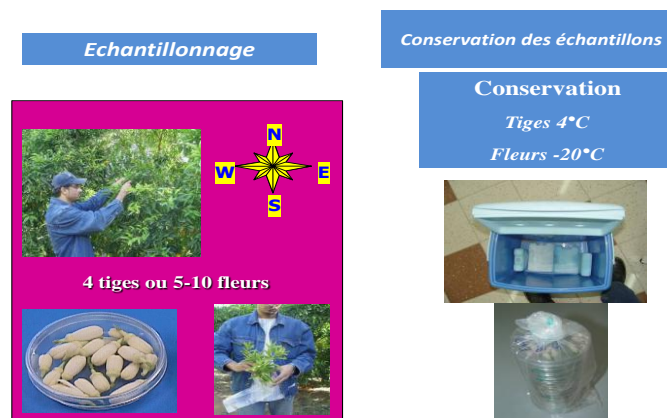 Echantillonnage
N
W E
S
4 tiges ou 5-10 fleurs
Conservation des échantillons
Conservation
Tiges 4°C
Fleurs -20°C